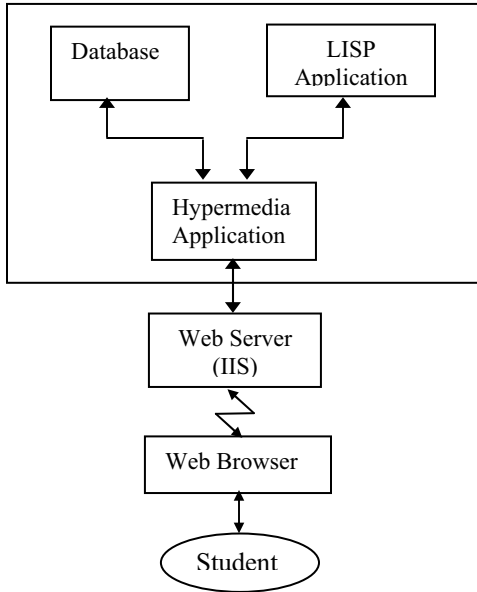 Database
LISP
Application
Hypermedia
Application
Web Server
(IIS)
Web Browser
Student